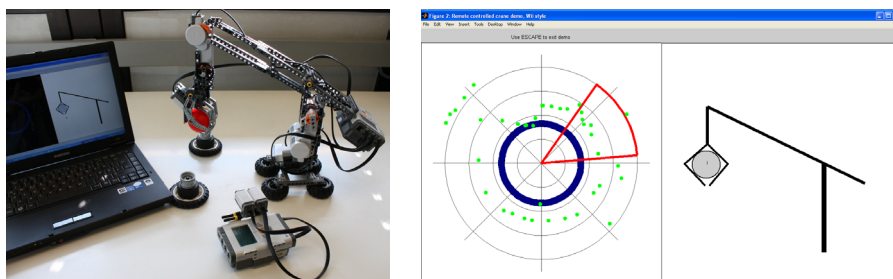 Figure 2: Remote controlled crane demo, Wii style
File Edit View Insert Tools Desktop Window Help
Use ESCAPE to exit demo